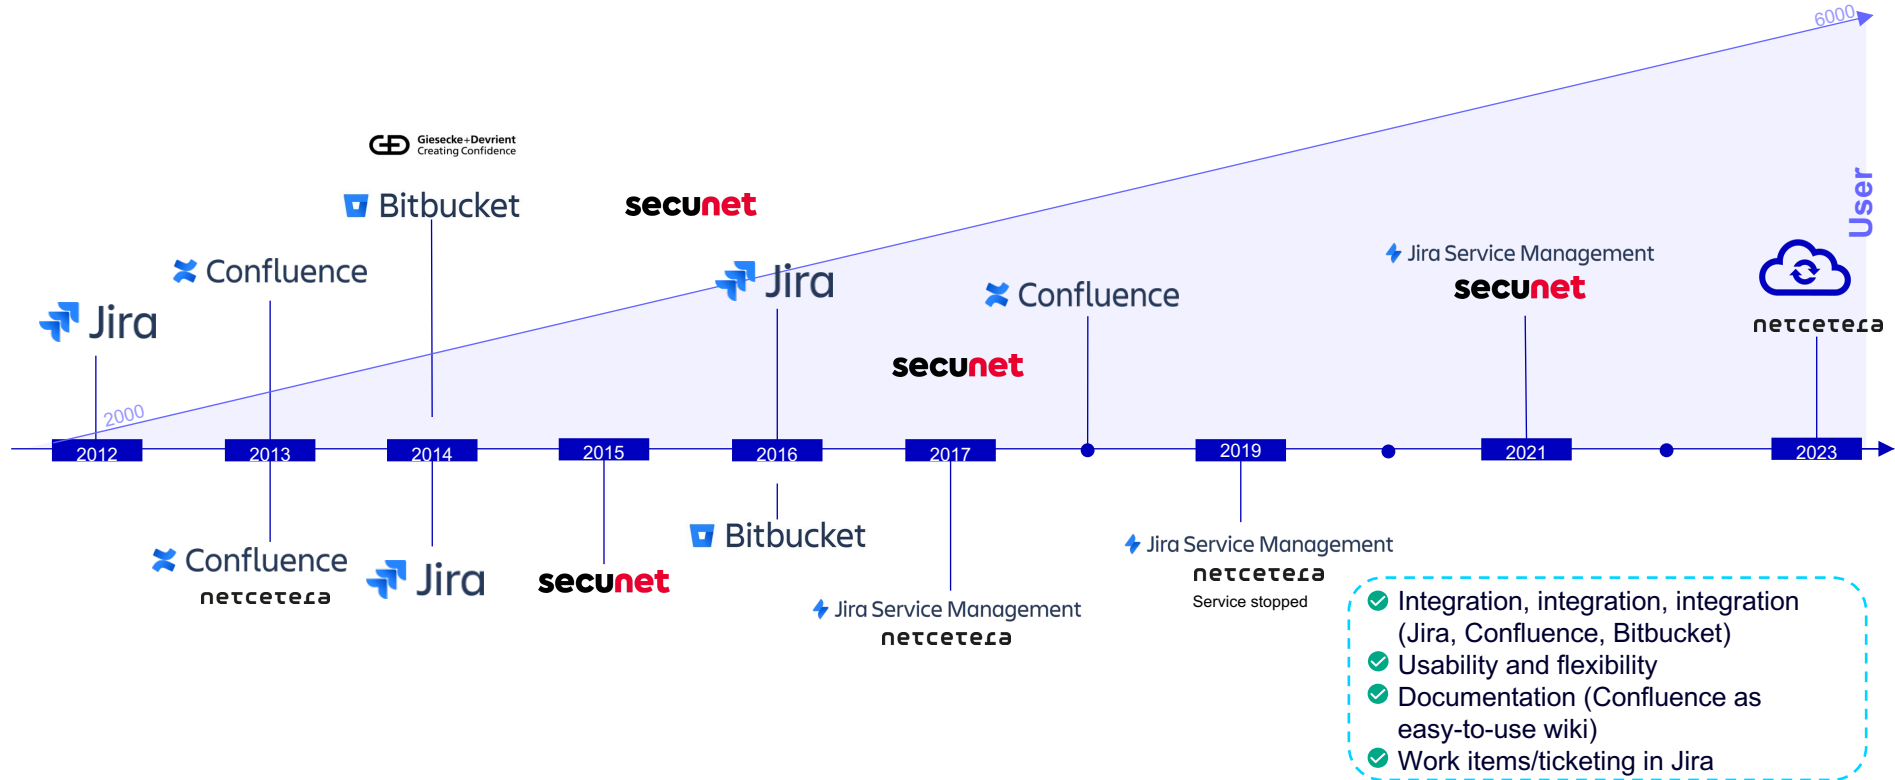 6000
Giesecke+Devrient
Creating Confidence
Bitbucket
secunet
User
Confluence
Jira Service Management
secunet
Jira
Confluence
Jira
netcetera
secunet
2000
2012
2013
2014
2015
2016
2017
2019
2021
2023
Bitbucket
Confluence
netcetera
Jira
secunet
Jira Service Management
netcetera
Jira Service Management
netcetera
Service stopped
Integration, integration, integration
(Jira, Confluence, Bitbucket)
Usability and flexibility
Documentation (Confluence as
easy-to-use wiki)
Work items/ticketing in Jira